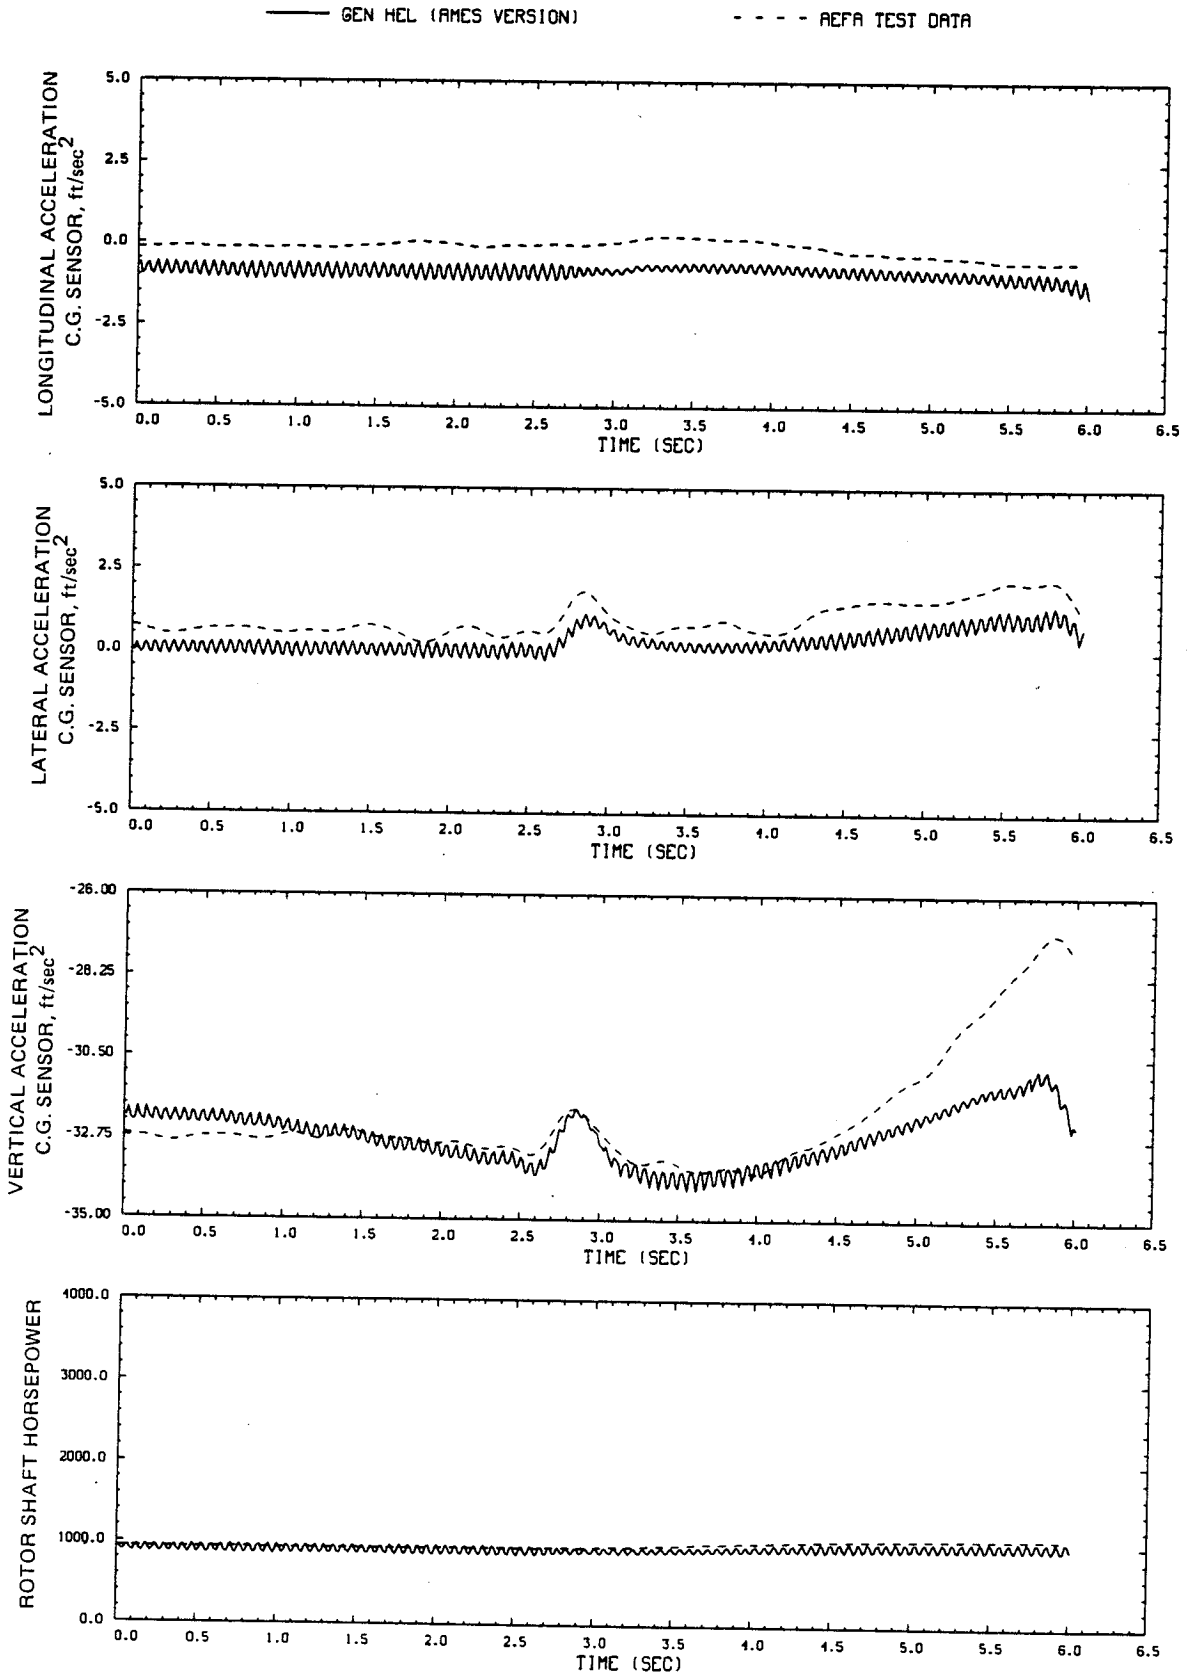 GEN HEL (AMES VERSION)
- - - - AEFA TEST DATA
LONGITUDINAL ACCELERATION
C.G. SENSOR, ft/sec2
5.0
2.5
0.0
-2.5
-5.0
0.0 0.5 1.0 1.5 2.0 2.5 3.0 3.5 4.0 4.5 5.0 5.5 6.0 6.5
TIME (SEC)
LATERAL ACCELERATION
C.G. SENSOR, ft/sec2
5.0
2.5
0.0
-2.5
-5.0
0.0 0.5 1.0 1.5 2.0 2.5 3.0 3.5 4.0 4.5 5.0 5.5 6.0 6.5
TIME (SEC)
VERTICAL ACCELERATION
C.G. SENSOR, ft/sec2
-26.00
-28.25
-30.50
-32.75
-35.00
0.0 0.5 1.0 1.5 2.0 2.5 3.0 3.5 4.0 4.5 5.0 5.5 6.0 6.5
TIME (SEC)
ROTOR SHAFT HORSEPOWER
4000.0
3000.0
2000.0
1000.0
0.0
0.0 0.5 1.0 1.5 2.0 2.5 3.0 3.5 4.0 4.5 5.0 5.5 6.0 6.5
TIME (SEC)